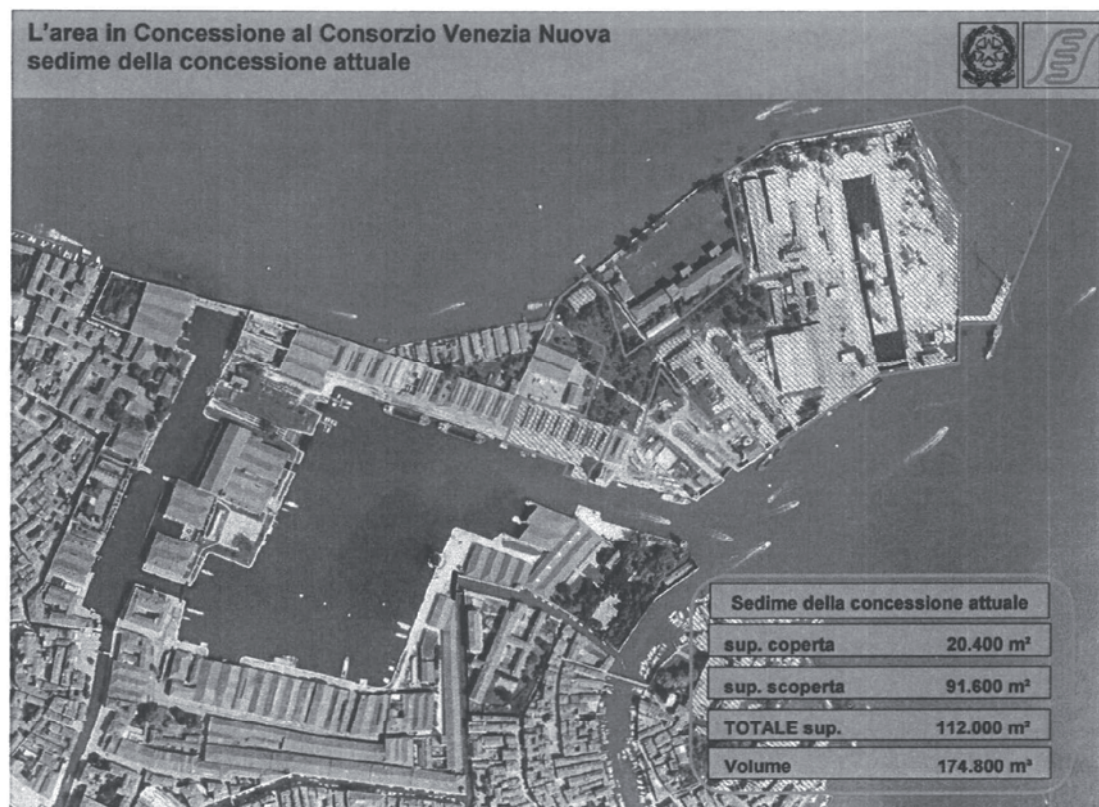 L'area in Concessione al Consorzio Venezia Nuova
sedime della concessione attuale
Sedime della concessione attuale
sup. coperta 20.400 m²
sup. scoperta 91.600 m²
TOTALE sup. 112.000 m²
Volume 174.800 m³